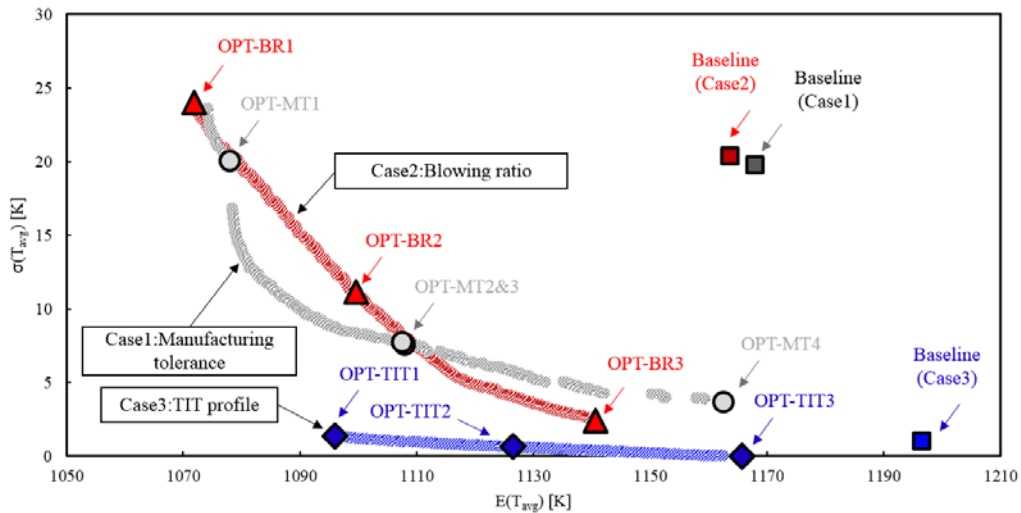 30
25
20
15
10
5
0
σ(Tavg) [K]
OPT-BR1
OPT-MT1
Case2:Blowing ratio
Baseline
(Case2)
Baseline
(Case1)
OPT-BR2
OPT-MT2&3
Case1:Manufacturing
tolerance
OPT-TIT1
OPT-BR3
OPT-MT4
Baseline
(Case3)
Case3:TIT profile
OPT-TIT2
OPT-TIT3
1050
1070
1090
1110
1130
1150
1170
1190
1210
E(Tavg) [K]